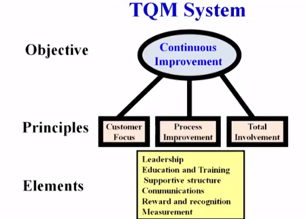 TQM System
Objective
Continuous
Improvement
Principles
Customer
Focus
Process
Improvement
Total
Involvement
Elements
Leadership
Education and Training
Supportive structure
Communications
Reward and recognition
Measurement